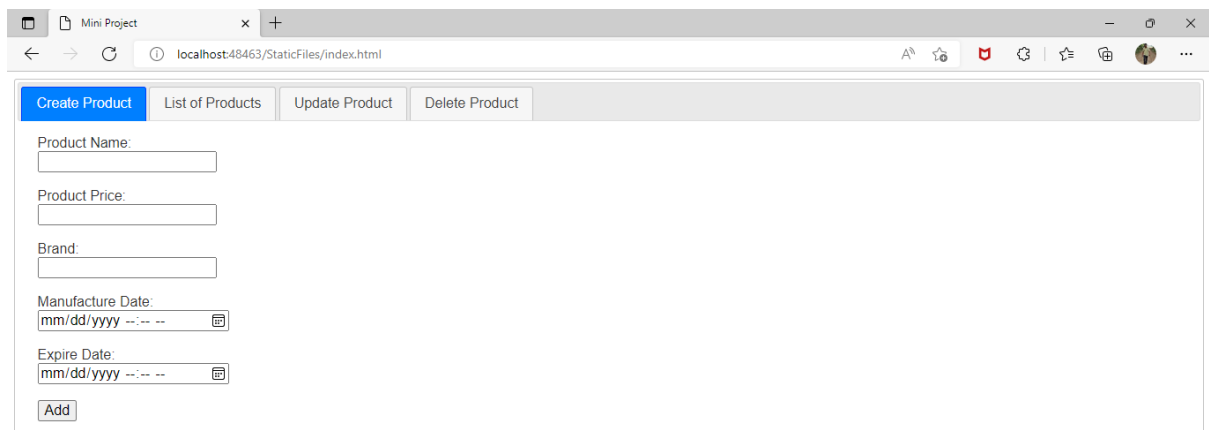 Mini Project
localhost:48463/StaticFiles/index.html
Create Product List of Products Update Product Delete Product
Product Name:
Product Price:
Brand:
Manufacture Date:
mm/dd/yyyy --:-- --
Expire Date:
mm/dd/yyyy --:-- --
Add